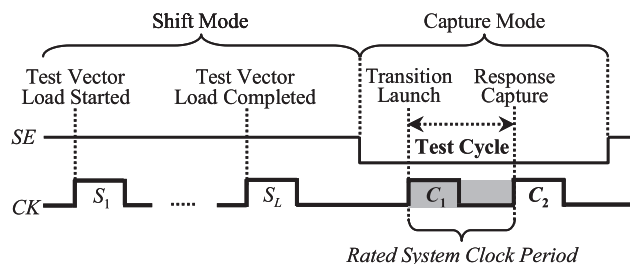 Shift Mode
Capture Mode
Test Vector
Load Started
Test Vector
Load Completed
Transition
Launch
Response
Capture
SE
Test Cycle
CK
S1
.....
SL
C1
C2
Rated System Clock Period